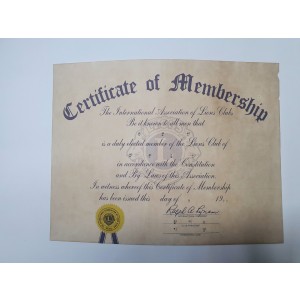 Certificate of Membership
The International Association of Lions Clubs
Be it known to all men that
is a duly elected member of the Lions Club of
in accordance with the Constitution
and By-Laws of this Association.
In witness whereof this Certificate of Membership
has been issued this day of 19